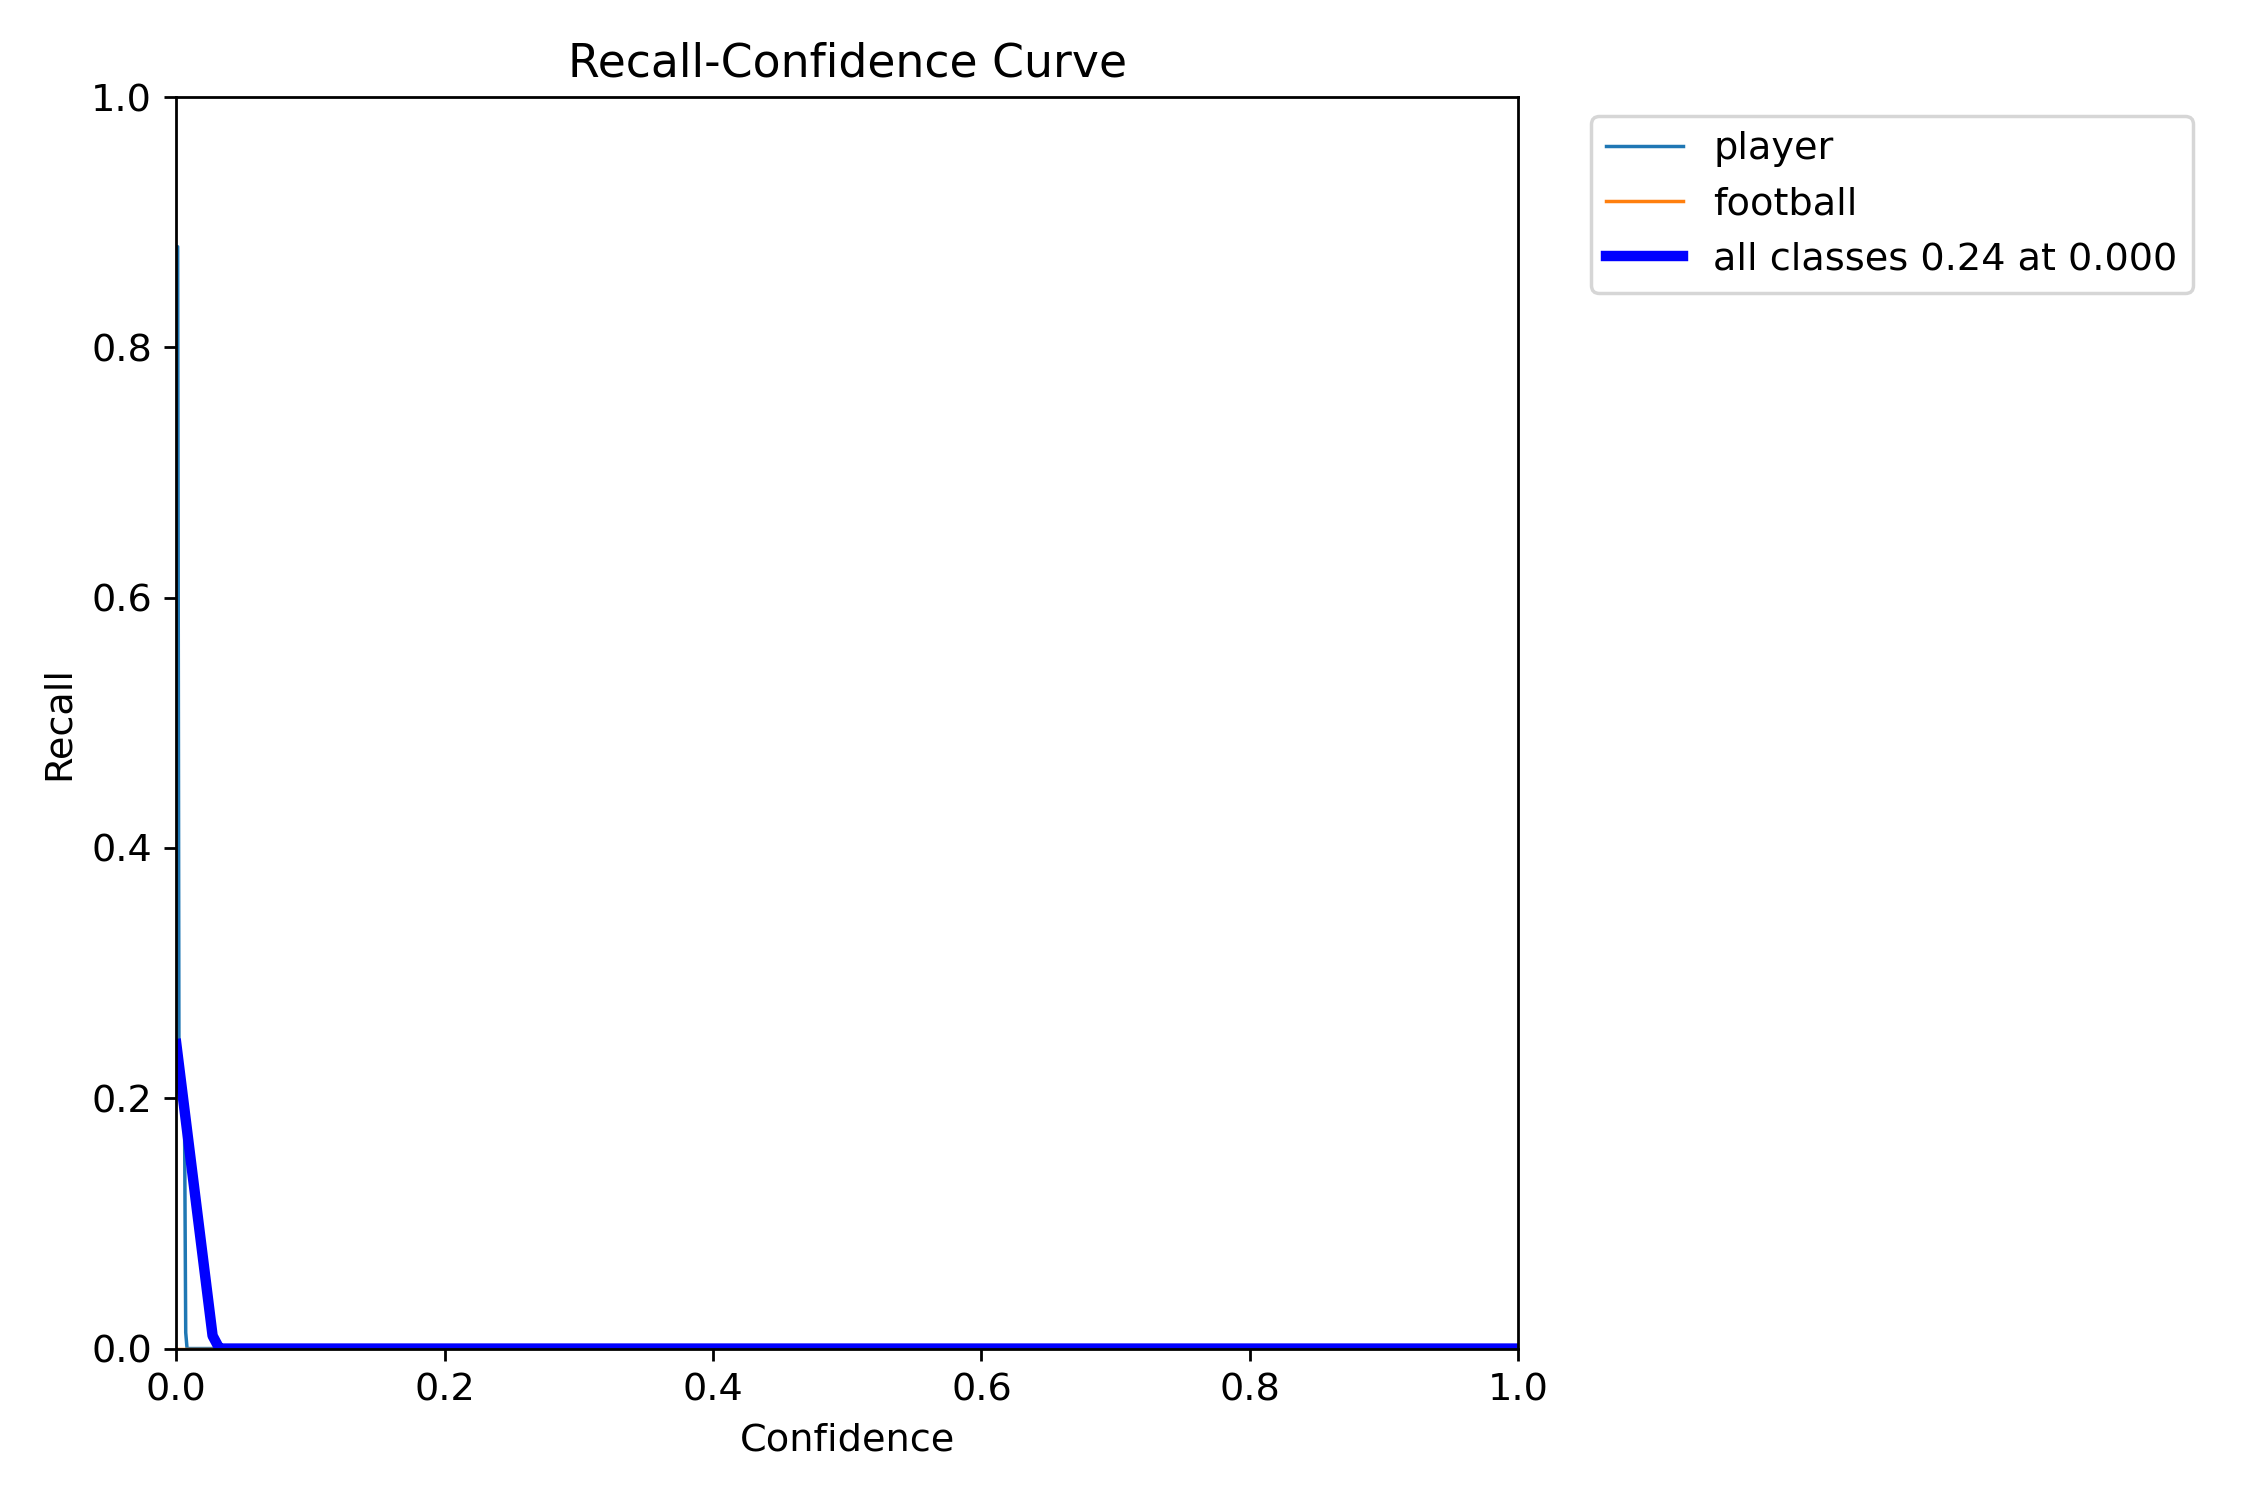 Recall-Confidence Curve
1.0
0.8
0.6
0.4
0.2
0.0
Recall
0.0 0.2 0.4 0.6 0.8 1.0
Confidence
player
football
all classes 0.24 at 0.000